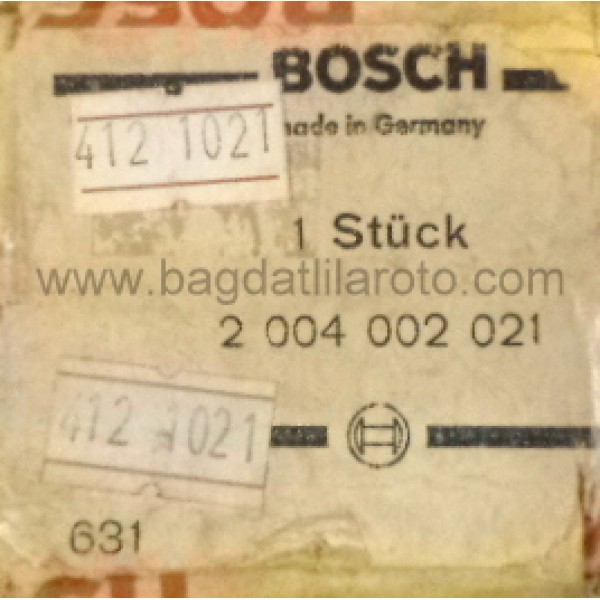 BOSCH
made in Germany
412 1021
1 Stück
www.bagdatlilaroto.com
2 004 002 021
412 1021
631